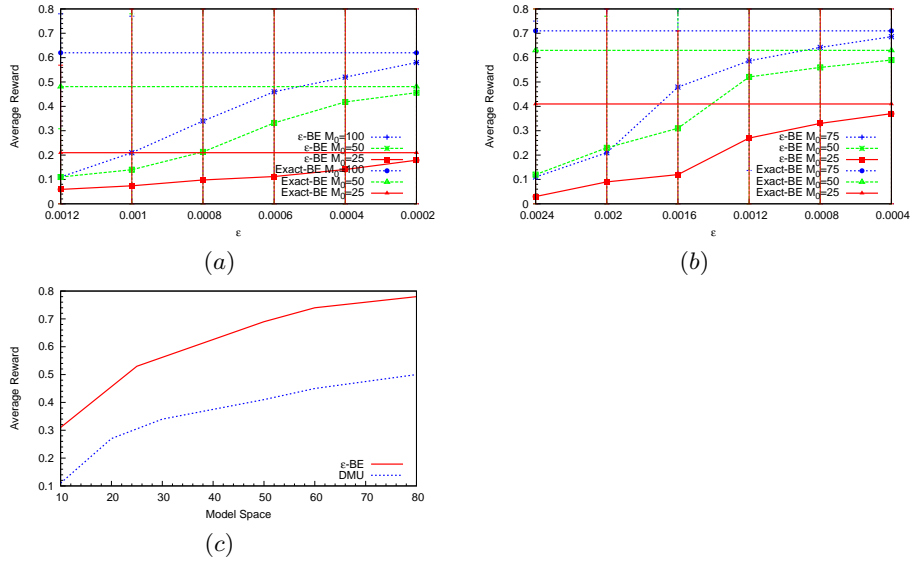 0.8
0.7
0.6
0.5
0.4
0.3
0.2
0.1
0
Average Reward
0.0012 0.001 0.0008 0.0006 0.0004 0.0002
ε
ε-BE M0=100
ε-BE M0=50
ε-BE M0=25
Exact-BE M0=100
Exact-BE M0=50
Exact-BE M0=25
(a)
0.8
0.7
0.6
0.5
0.4
0.3
0.2
0.1
0
Average Reward
0.0024 0.002 0.0016 0.0012 0.0008 0.0004
ε
ε-BE M0=75
ε-BE M0=50
ε-BE M0=25
Exact-BE M0=75
Exact-BE M0=50
Exact-BE M0=25
(b)
0.8
0.7
0.6
0.5
0.4
0.3
0.2
0.1
Average Reward
10 20 30 40 50 60 70 80
Model Space
ε-BE
DMU
(c)